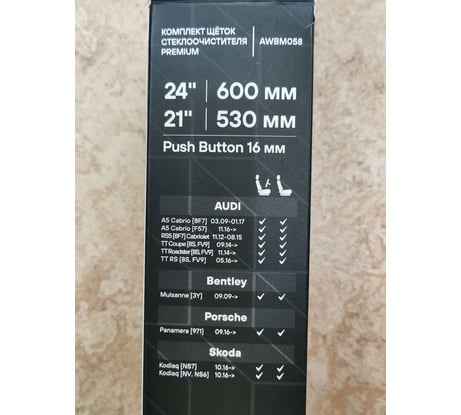 КОМПЛЕКТ ЩЁТОК
СТЕКЛООЧИСТИТЕЛЯ
PREMIUM
AWBM058
24" 600 мм
21" 530 мм
Push Button 16 мм
AUDI
A5 Cabrio [8F7] 03.09-01.17
A5 Cabrio [F57] 11.16->
RS5 [8F7] Cabriolet 11.12-08.15
TT Coupe [8S, FV9] 09.14->
TT Roadster [8S, FV9] 11.14->
TT RS [8S, FV9] 05.16->
Bentley
Mulsanne [3Y] 09.09->
Porsche
Panamera [971] 09.16->
Skoda
Kodiaq [NS7] 10.16->
Kodiaq [NV, NS6] 10.16->